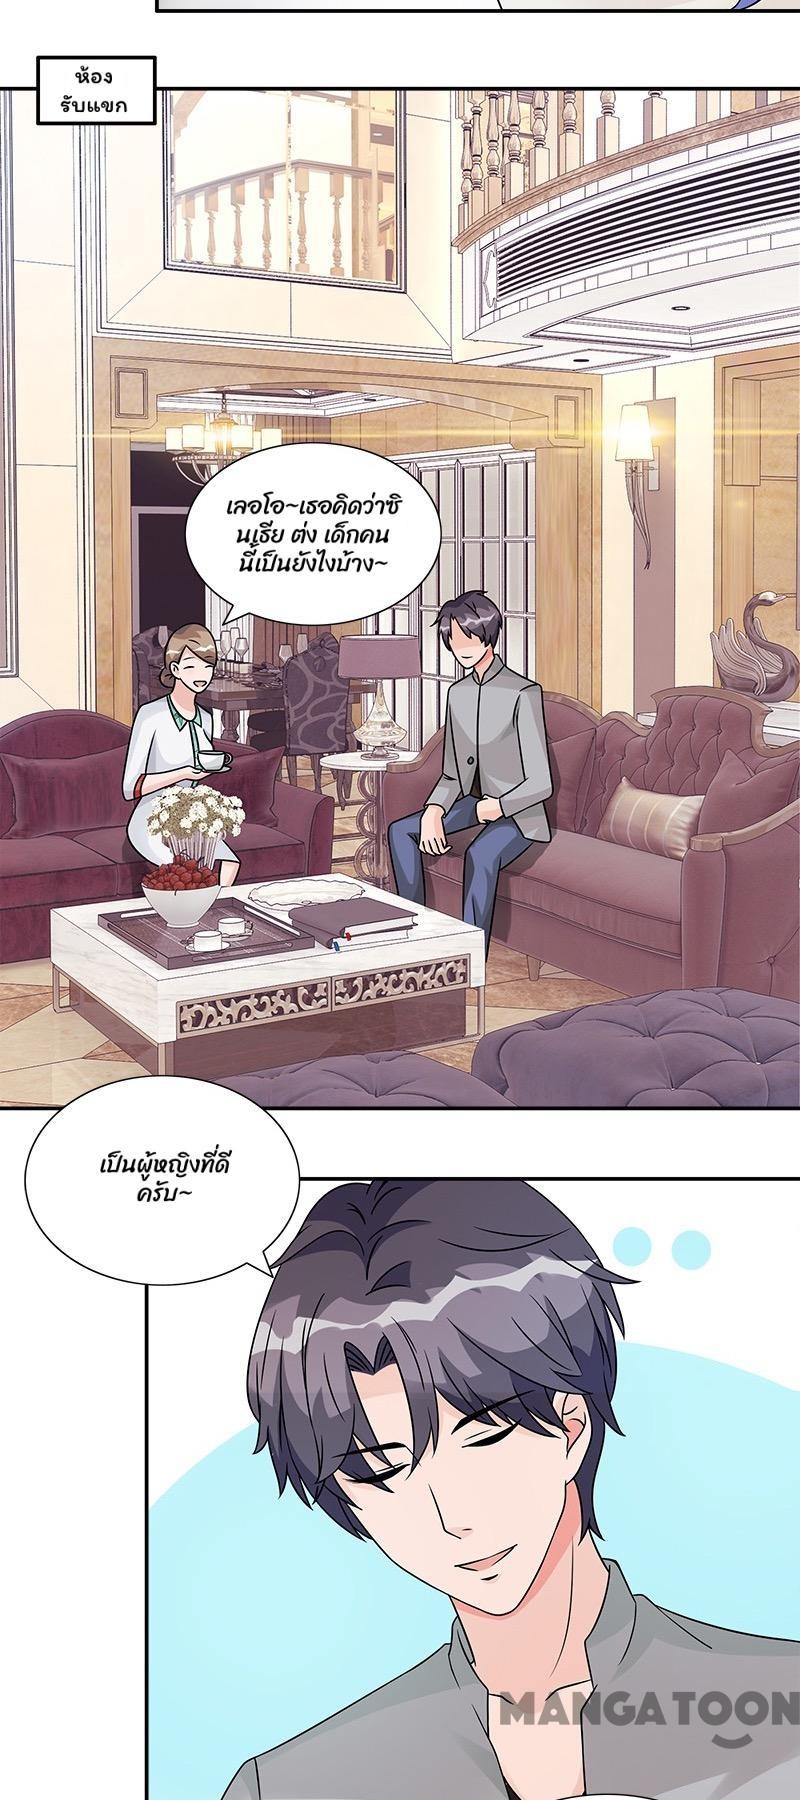 ห้อง
รับแขก
เลอโอ~เธอคิดว่าซิ
นเธีย ต่ง เด็กคน
นี้เป็นยังไงบ้าง~
เป็นผู้หญิงที่ดี
ครับ~
MANGATOON